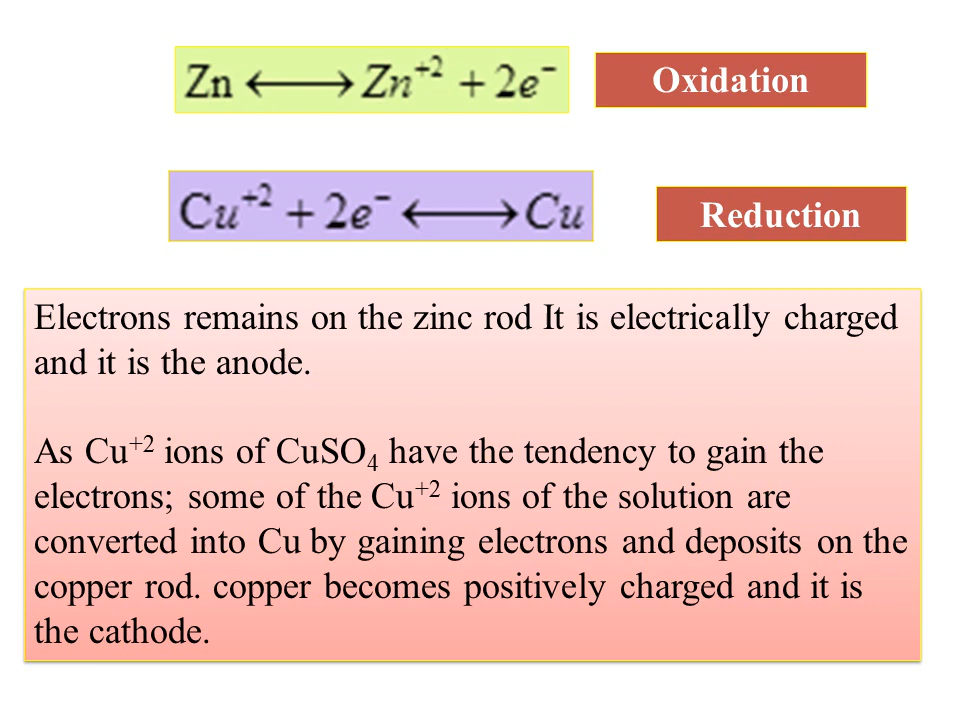 Zn ⟷ Zn⁺² + 2e⁻
Oxidation
Cu⁺² + 2e⁻ ⟷ Cu
Reduction
Electrons remains on the zinc rod It is electrically charged
and it is the anode.
As Cu⁺² ions of CuSO₄ have the tendency to gain the
electrons; some of the Cu⁺² ions of the solution are
converted into Cu by gaining electrons and deposits on the
copper rod. copper becomes positively charged and it is
the cathode.